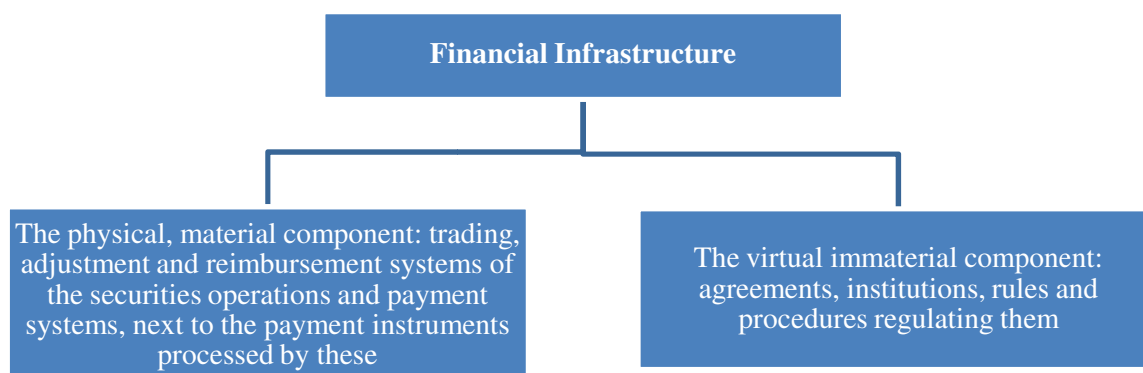 Financial Infrastructure
The physical, material component: trading,
adjustment and reimbursement systems of
the securities operations and payment
systems, next to the payment instruments
processed by these
The virtual immaterial component:
agreements, institutions, rules and
procedures regulating them